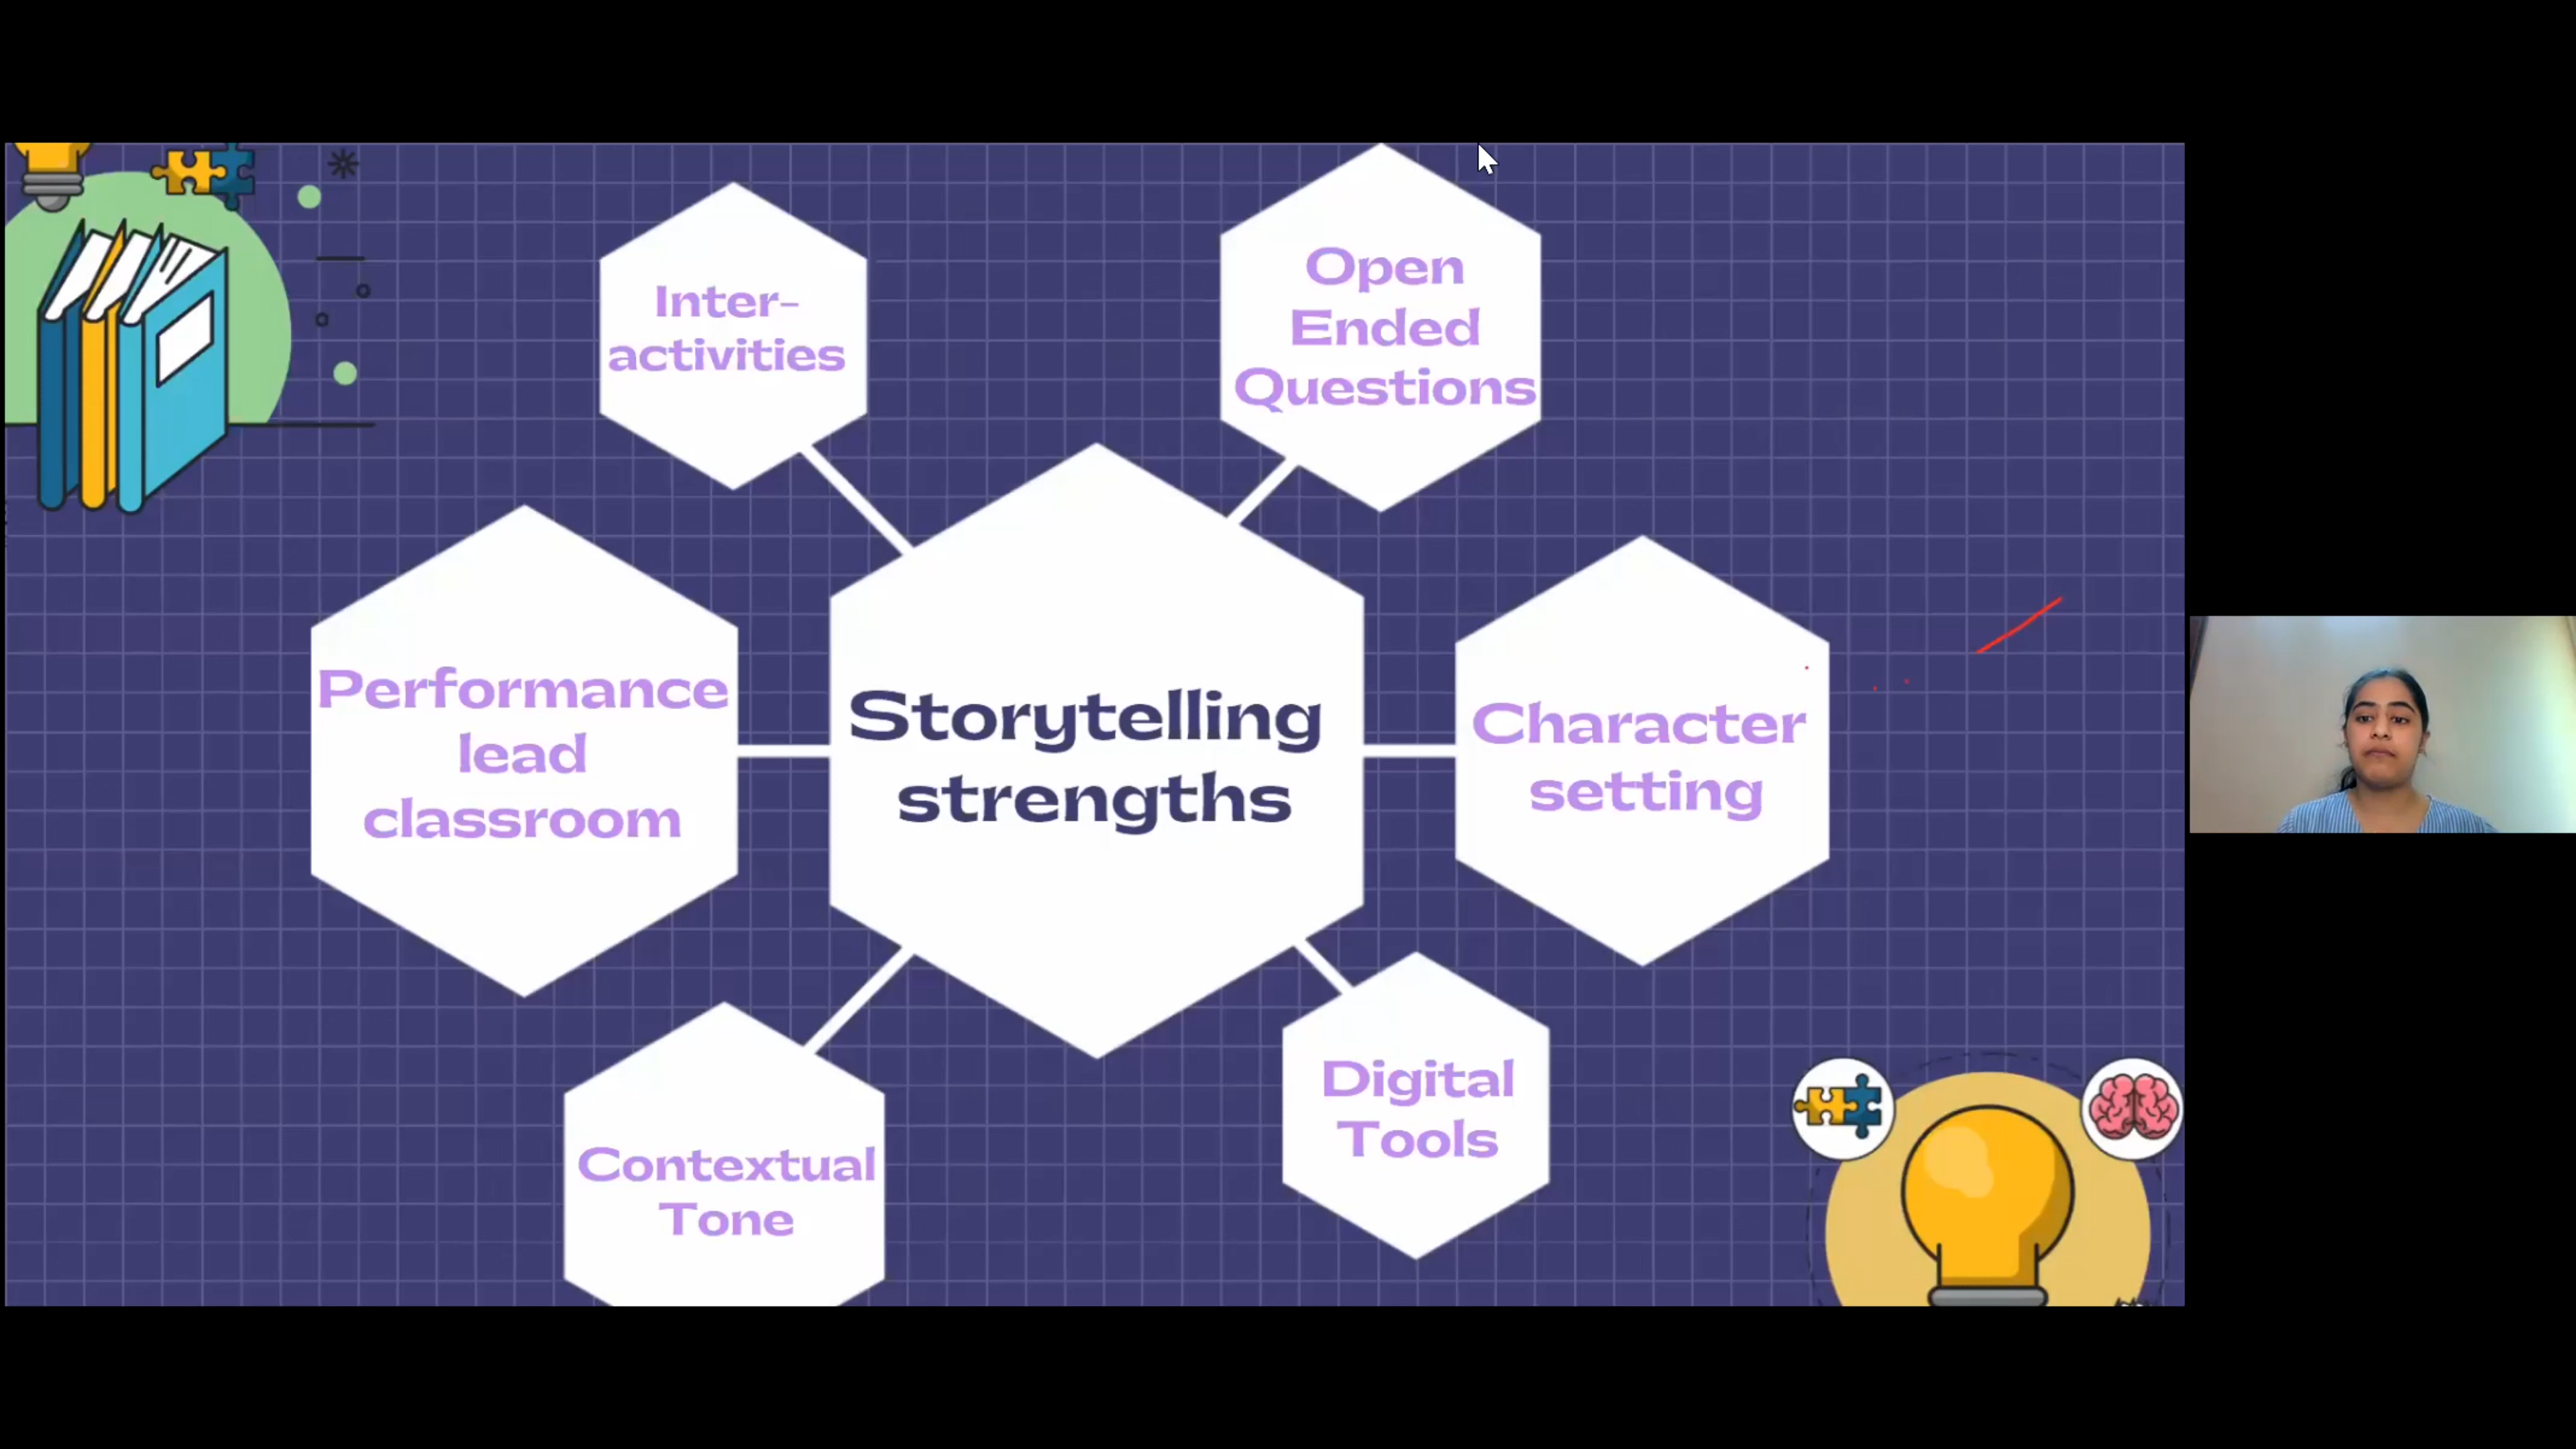 Inter-
activities
Open
Ended
Questions
Performance
lead
classroom
Storytelling
strengths
Character
setting
Contextual
Tone
Digital
Tools